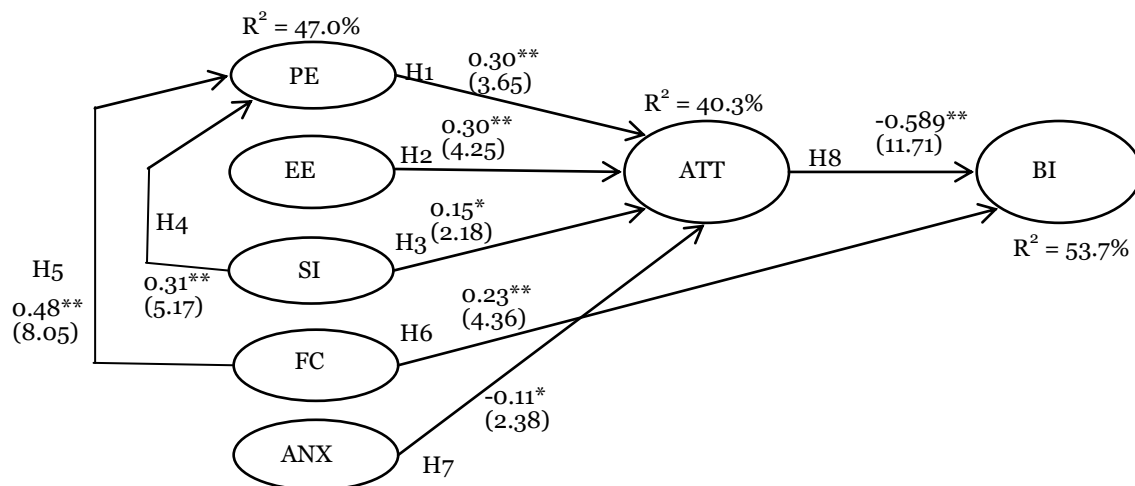 R² = 47.0%
PE
H1
0.30**
(3.65)
R² = 40.3%
EE
H2
0.30**
(4.25)
ATT
H8
-0.589**
(11.71)
BI
R² = 53.7%
H4
SI
H3
0.15*
(2.18)
H5
0.48**
(8.05)
0.31**
(5.17)
FC
H6
0.23**
(4.36)
ANX
H7
-0.11*
(2.38)